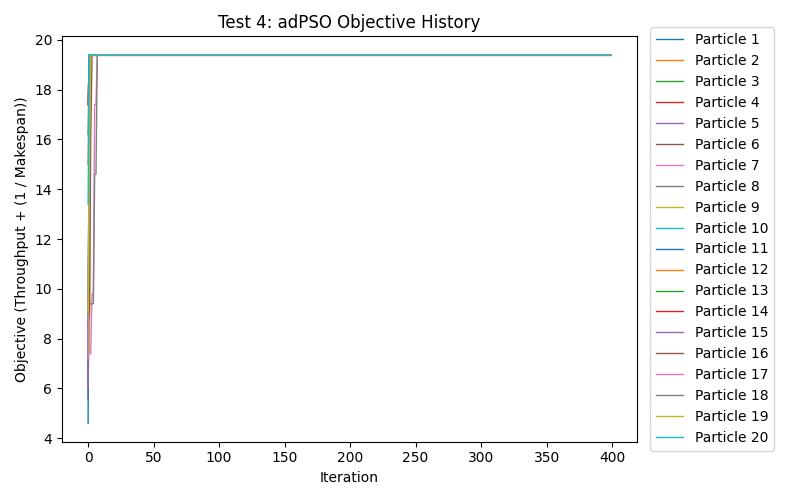 Test 4: adPSO Objective History
Objective (Throughput + (1 / Makespan))
20
18
16
14
12
10
8
6
4
0
50
100
150
200
250
300
350
400
Iteration
Particle 1
Particle 2
Particle 3
Particle 4
Particle 5
Particle 6
Particle 7
Particle 8
Particle 9
Particle 10
Particle 11
Particle 12
Particle 13
Particle 14
Particle 15
Particle 16
Particle 17
Particle 18
Particle 19
Particle 20